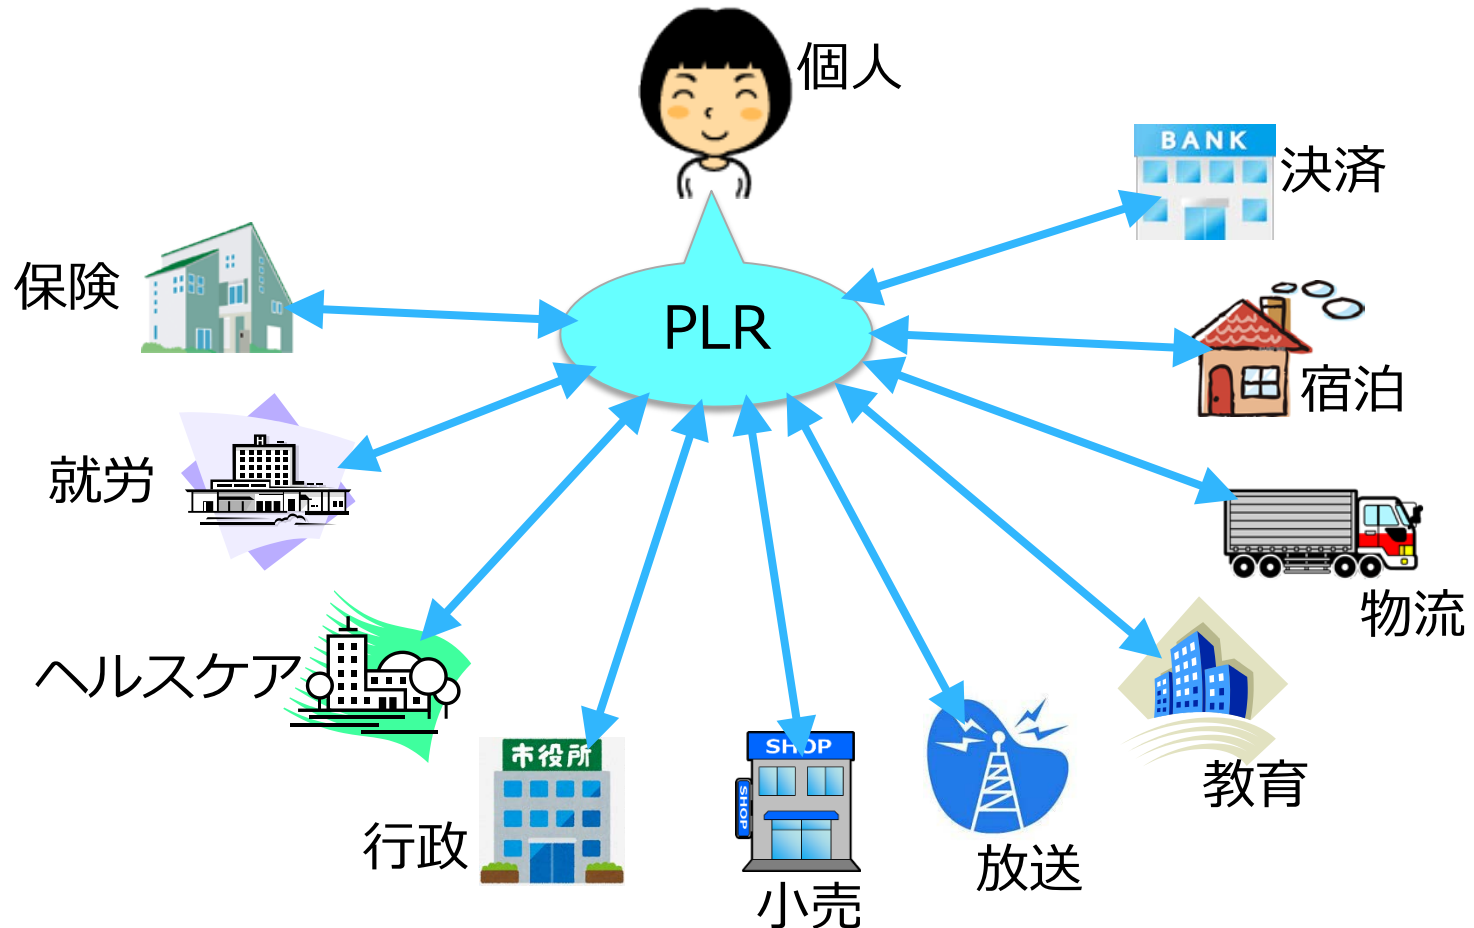 個人
BANK
決済
保険
PLR
宿泊
就労
物流
ヘルスケア
市役所
SHOP
SHOP
教育
行政
放送
小売